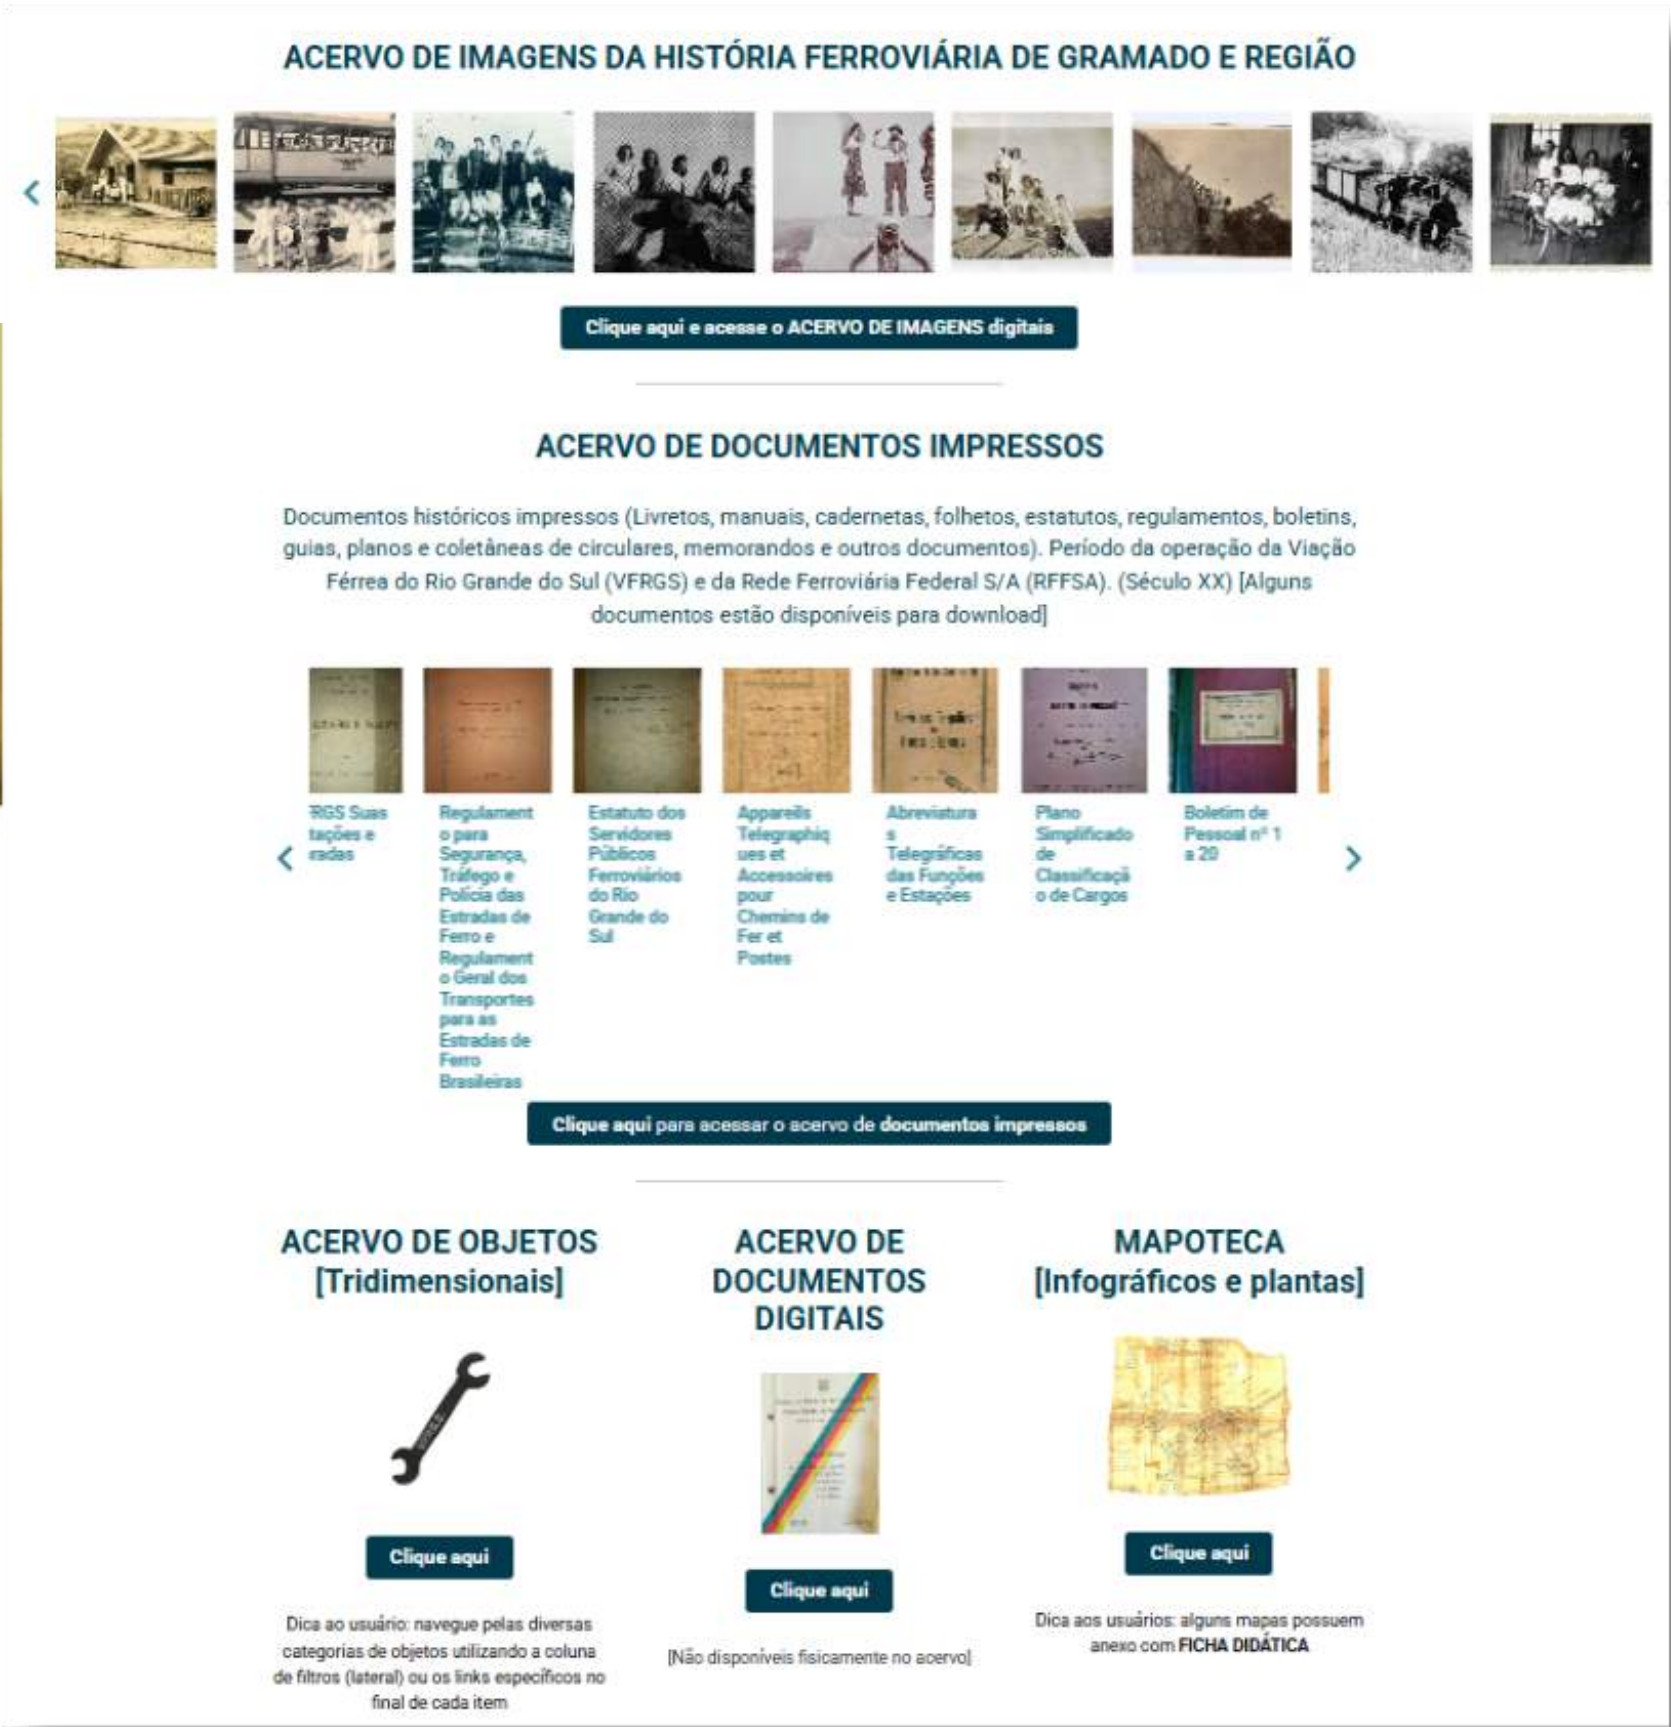 ACERVO DE IMAGENS DA HISTÓRIA FERROVIÁRIA DE GRAMADO E REGIÃO
Clique aqui e acesse o ACERVO DE IMAGENS digitais
ACERVO DE DOCUMENTOS IMPRESSOS
Documentos históricos impressos (Livretos, manuais, cadernetas, folhetos, estatutos, regulamentos, boletins,
guias, planos e coletâneas de circulares, memorandos e outros documentos). Período da operação da Viação
Férrea do Rio Grande do Sul (VFRGS) e da Rede Ferroviária Federal S/A (RFFSA). (Século XX) [Alguns
documentos estão disponíveis para download]
RGS Suas
tações e
radas
Regulament
o para
Segurança,
Tráfego e
Polícia das
Estradas de
Ferro e
Regulament
o Geral dos
Transportes
para as
Estradas de
Ferro
Brasileiras
Estatuto dos
Servidores
Públicos
Ferroviários
do Rio
Grande do
Sul
Appareils
Telegraphiq
ues et
Accessoires
pour
Chemins de
Fer et
Postes
Abreviatura
s
Telegráficas
das Funções
e Estações
Plano
Simplificado
de
Classificaçã
o de Cargos
Boletim de
Pessoal nº 1
a 20
Clique aqui para acessar o acervo de documentos impressos
ACERVO DE OBJETOS
[Tridimensionais]
Clique aqui
Dica ao usuário: navegue pelas diversas
categorias de objetos utilizando a coluna
de filtros (lateral) ou os links específicos no
final de cada item
ACERVO DE
DOCUMENTOS
DIGITAIS
Clique aqui
[Não disponíveis fisicamente no acervo]
MAPOTECA
[Infográficos e plantas]
Clique aqui
Dica aos usuários: alguns mapas possuem
anexo com FICHA DIDÁTICA